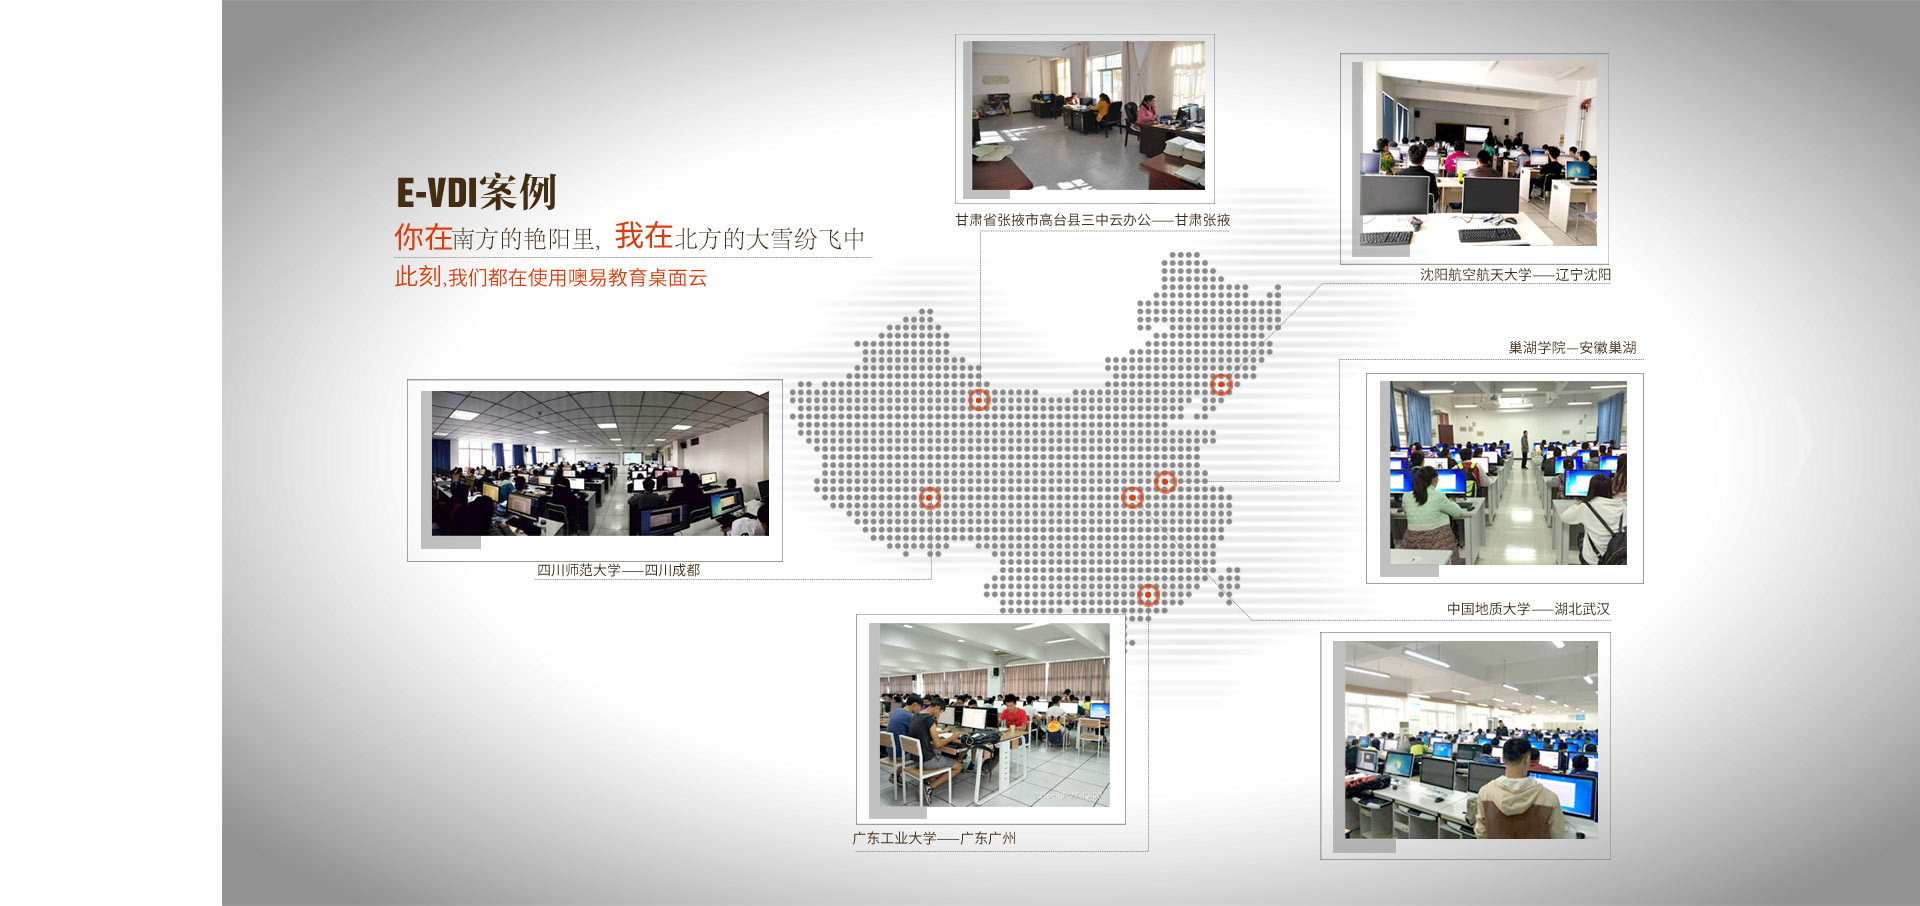 E-VDI案例
你在南方的艳阳里, 我在北方的大雪纷飞中
此刻,我们都在使用噢易教育桌面云
甘肃省张掖市高台县三中云办公——甘肃张掖
沈阳航空航天大学——辽宁沈阳
巢湖学院—安徽巢湖
四川师范大学——四川成都
中国地质大学——湖北武汉
广东工业大学——广东广州